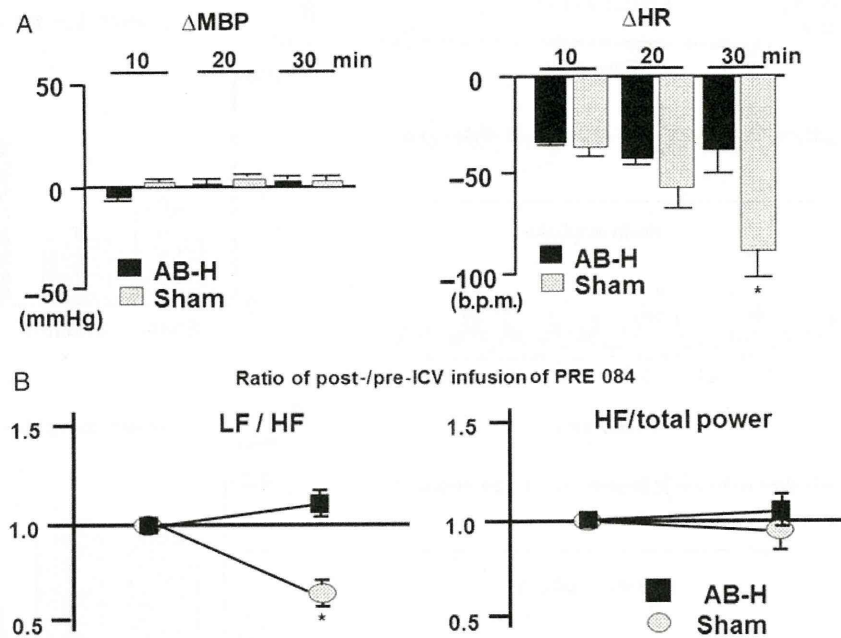 A
ΔMBP
10 20 30 min
50
0
−50
(mmHg)
AB-H
Sham
ΔHR
10 20 30 min
0
−50
−100
(b.p.m.)
AB-H
Sham
*
B
Ratio of post-/pre-ICV infusion of PRE 084
LF / HF
1.5
1.0
0.5
*
HF/total power
1.5
1.0
0.5
AB-H
Sham